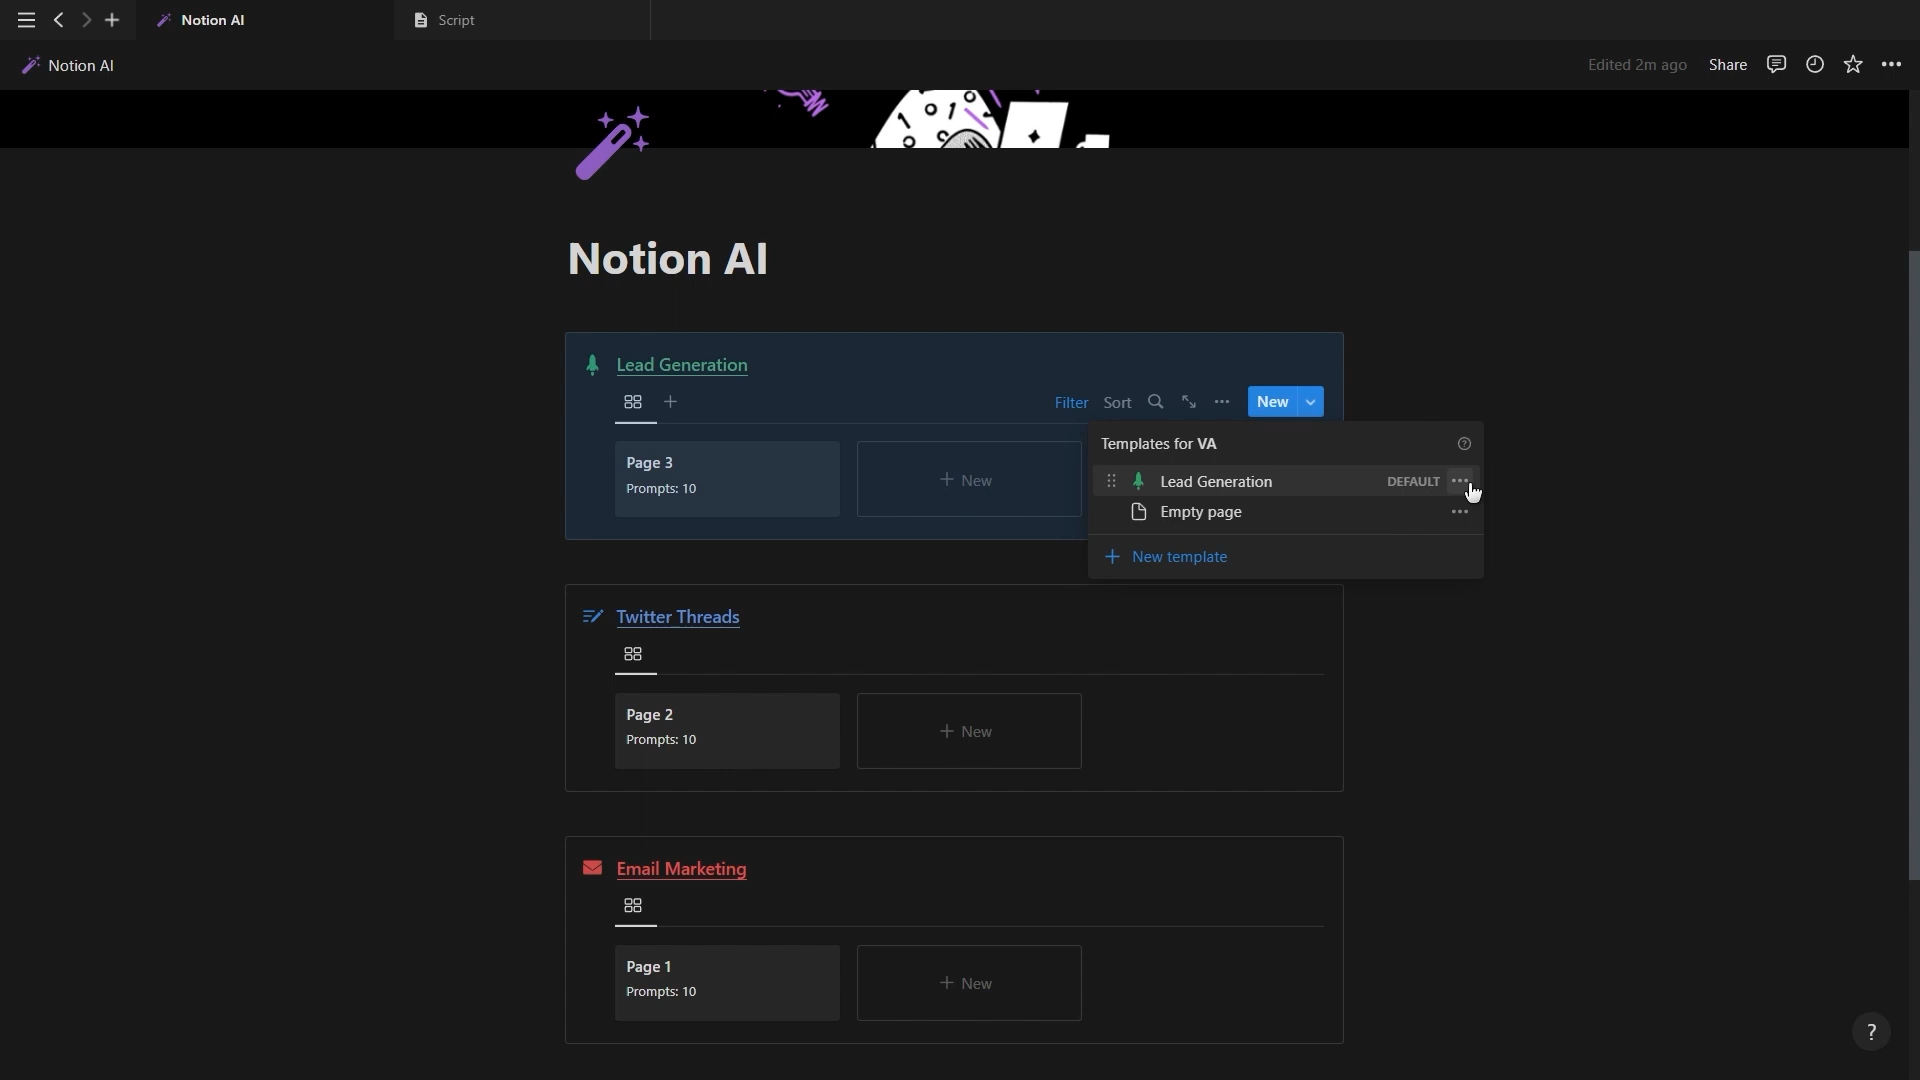 Notion AI
Script
Notion AI
Edited 2m ago
Share
Notion AI
Lead Generation
Filter
Sort
New
Page 3
Prompts: 10
+ New
Templates for VA
Lead Generation
DEFAULT
Empty page
+ New template
Twitter Threads
Page 2
Prompts: 10
+ New
Email Marketing
Page 1
Prompts: 10
+ New
?